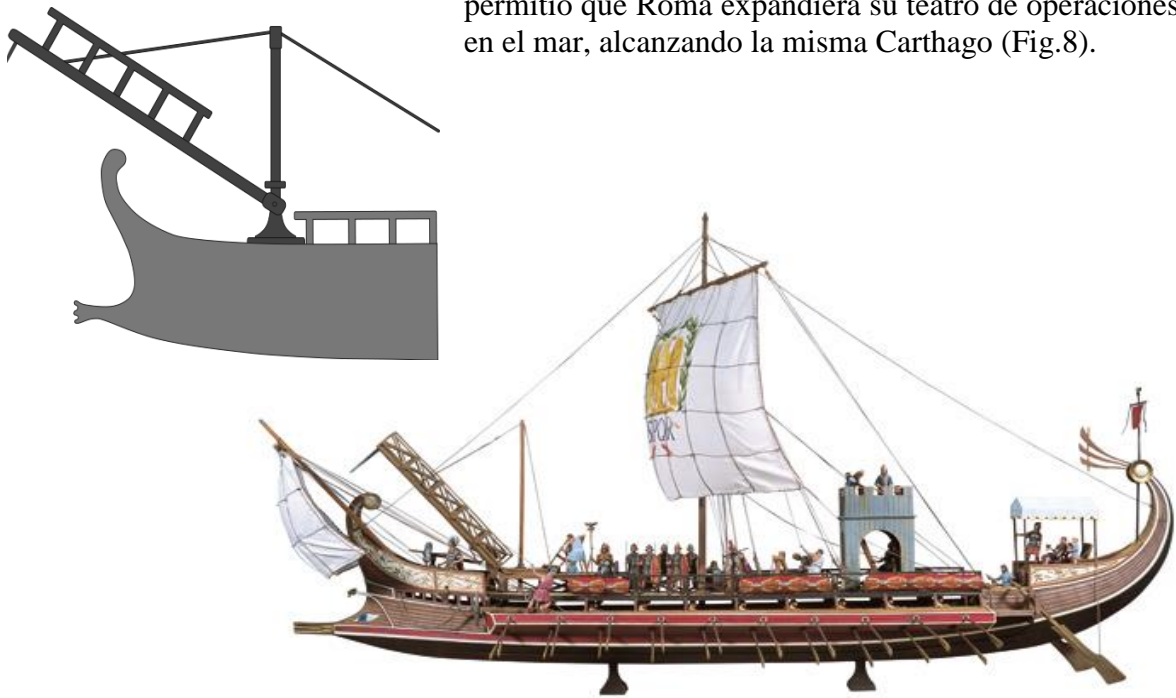 permitió que Roma expandiera su teatro de operaciones
en el mar, alcanzando la misma Carthago (Fig.8).
SPQR